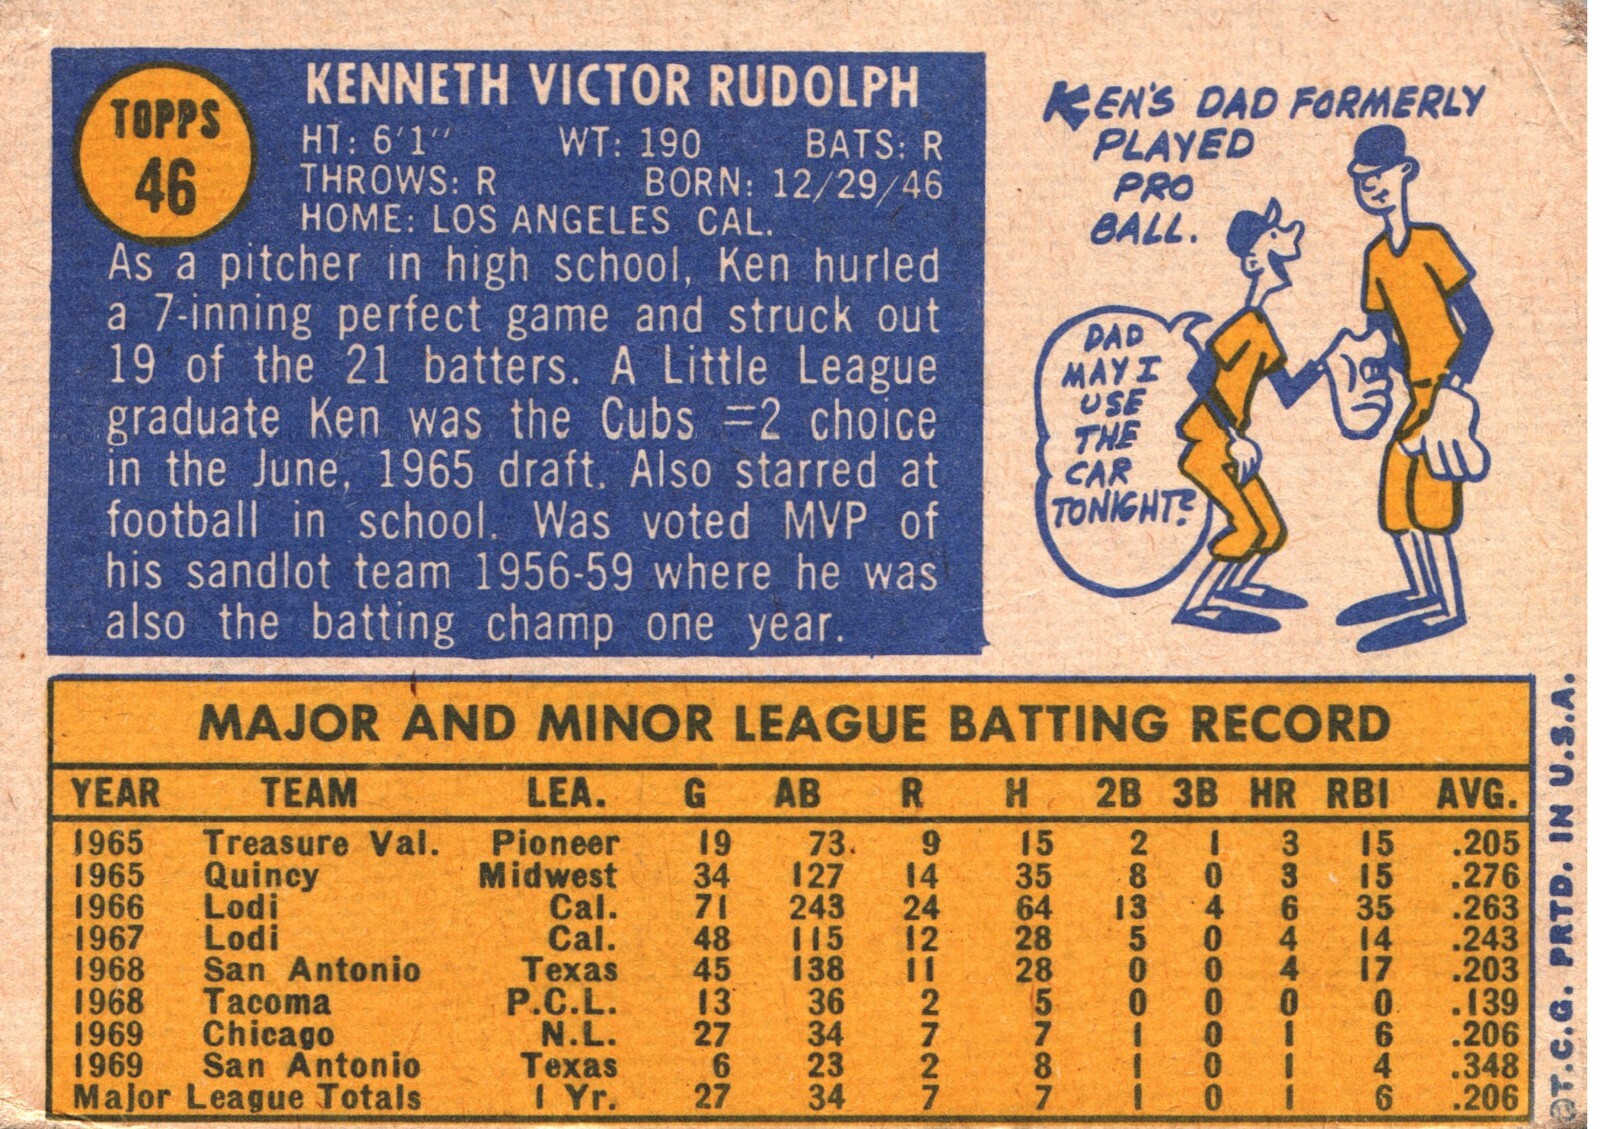 TOPPS
46
KENNETH VICTOR RUDOLPH
HT: 6'1" WT: 190 BATS: R
THROWS: R BORN: 12/29/46
HOME: LOS ANGELES CAL.
As a pitcher in high school, Ken hurled
a 7-inning perfect game and struck out
19 of the 21 batters. A Little League
graduate Ken was the Cubs =2 choice
in the June, 1965 draft. Also starred at
football in school. Was voted MVP of
his sandlot team 1956-59 where he was
also the batting champ one year.
KEN'S DAD FORMERLY
PLAYED
PRO
BALL.
DAD
MAY I
USE
THE
CAR
TONIGHT?
MAJOR AND MINOR LEAGUE BATTING RECORD
YEAR TEAM LEA. G AB R H 2B 3B HR RBI AVG.
1965 Treasure Val. Pioneer 19 73 9 15 2 1 3 15 .205
1965 Quincy Midwest 34 127 14 35 8 0 3 15 .276
1966 Lodi Cal. 71 243 24 64 13 4 6 35 .263
1967 Lodi Cal. 48 115 12 28 5 0 4 14 .243
1968 San Antonio Texas 45 138 11 28 0 0 4 17 .203
1968 Tacoma P.C.L. 13 36 2 5 0 0 0 0 .139
1969 Chicago N.L. 27 34 7 7 1 0 1 6 .206
1969 San Antonio Texas 6 23 2 8 1 0 1 4 .348
Major League Totals 1 Yr. 27 34 7 7 1 0 1 6 .206
©T.C.G. PRTD. IN U.S.A.